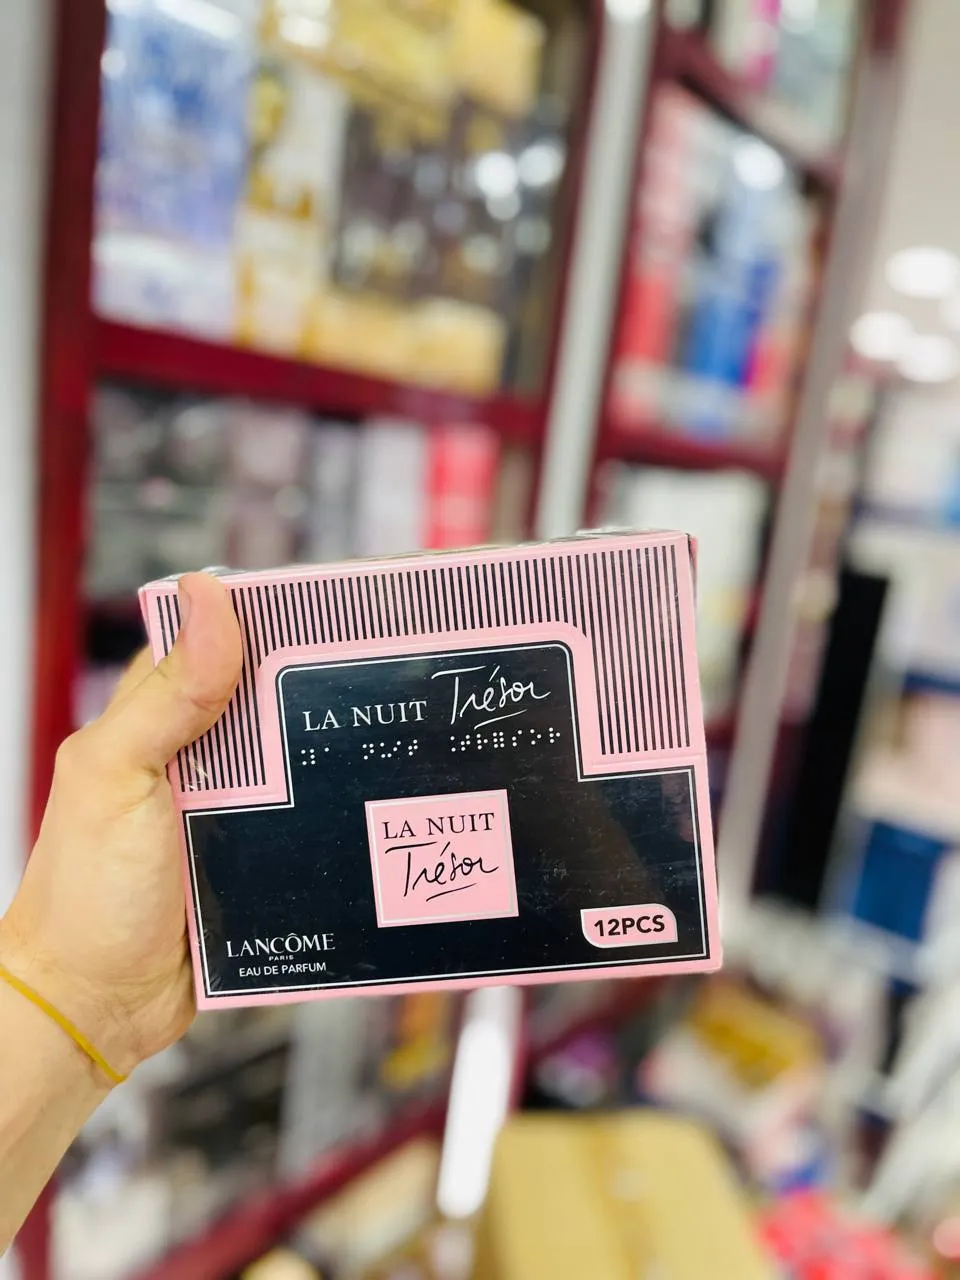 LA NUIT Trésor
LA NUIT
Trésor
12PCS
LANCÔME
PARIS
EAU DE PARFUM